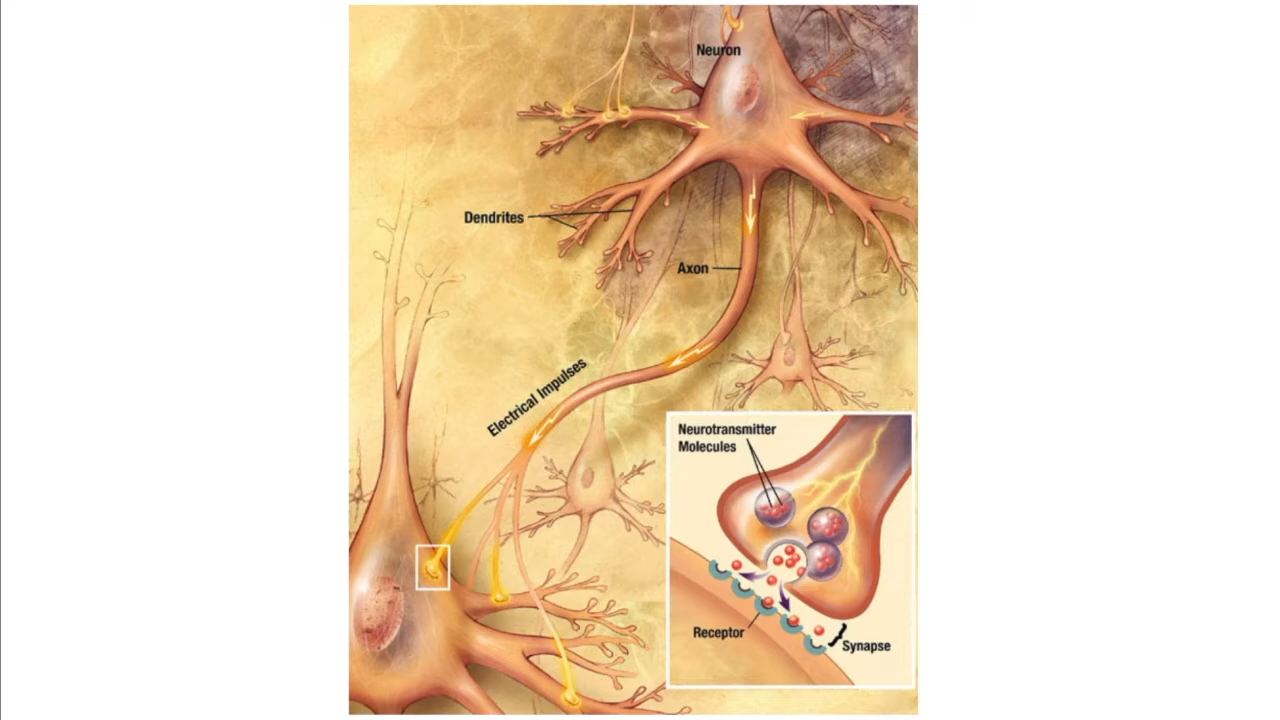 Neuron
Dendrites
Axon
Electrical Impulses
Neurotransmitter
Molecules
Receptor
Synapse